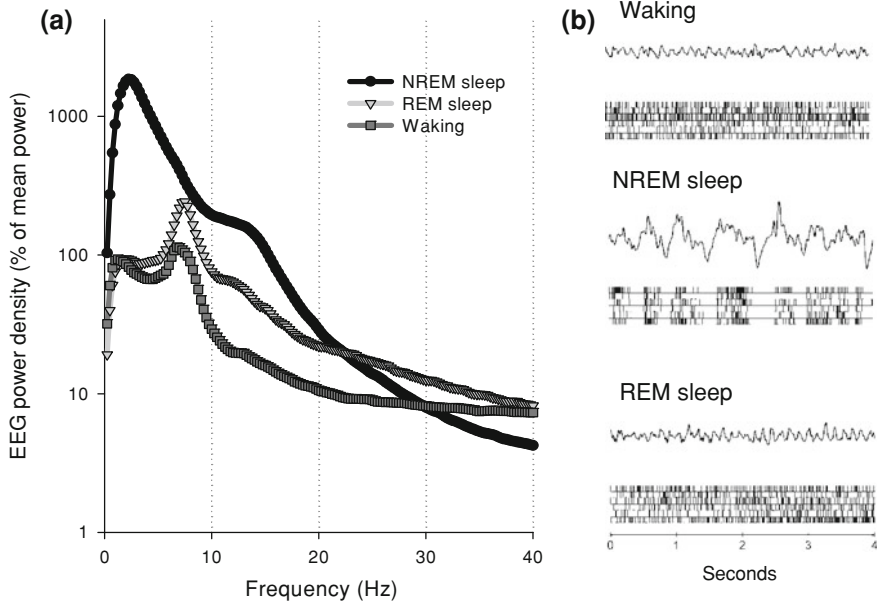 (a)
EEG power density (% of mean power)
1000
100
10
1
0 10 20 30 40
Frequency (Hz)
NREM sleep
REM sleep
Waking
(b)
Waking
NREM sleep
REM sleep
0 1 2 3 4
Seconds